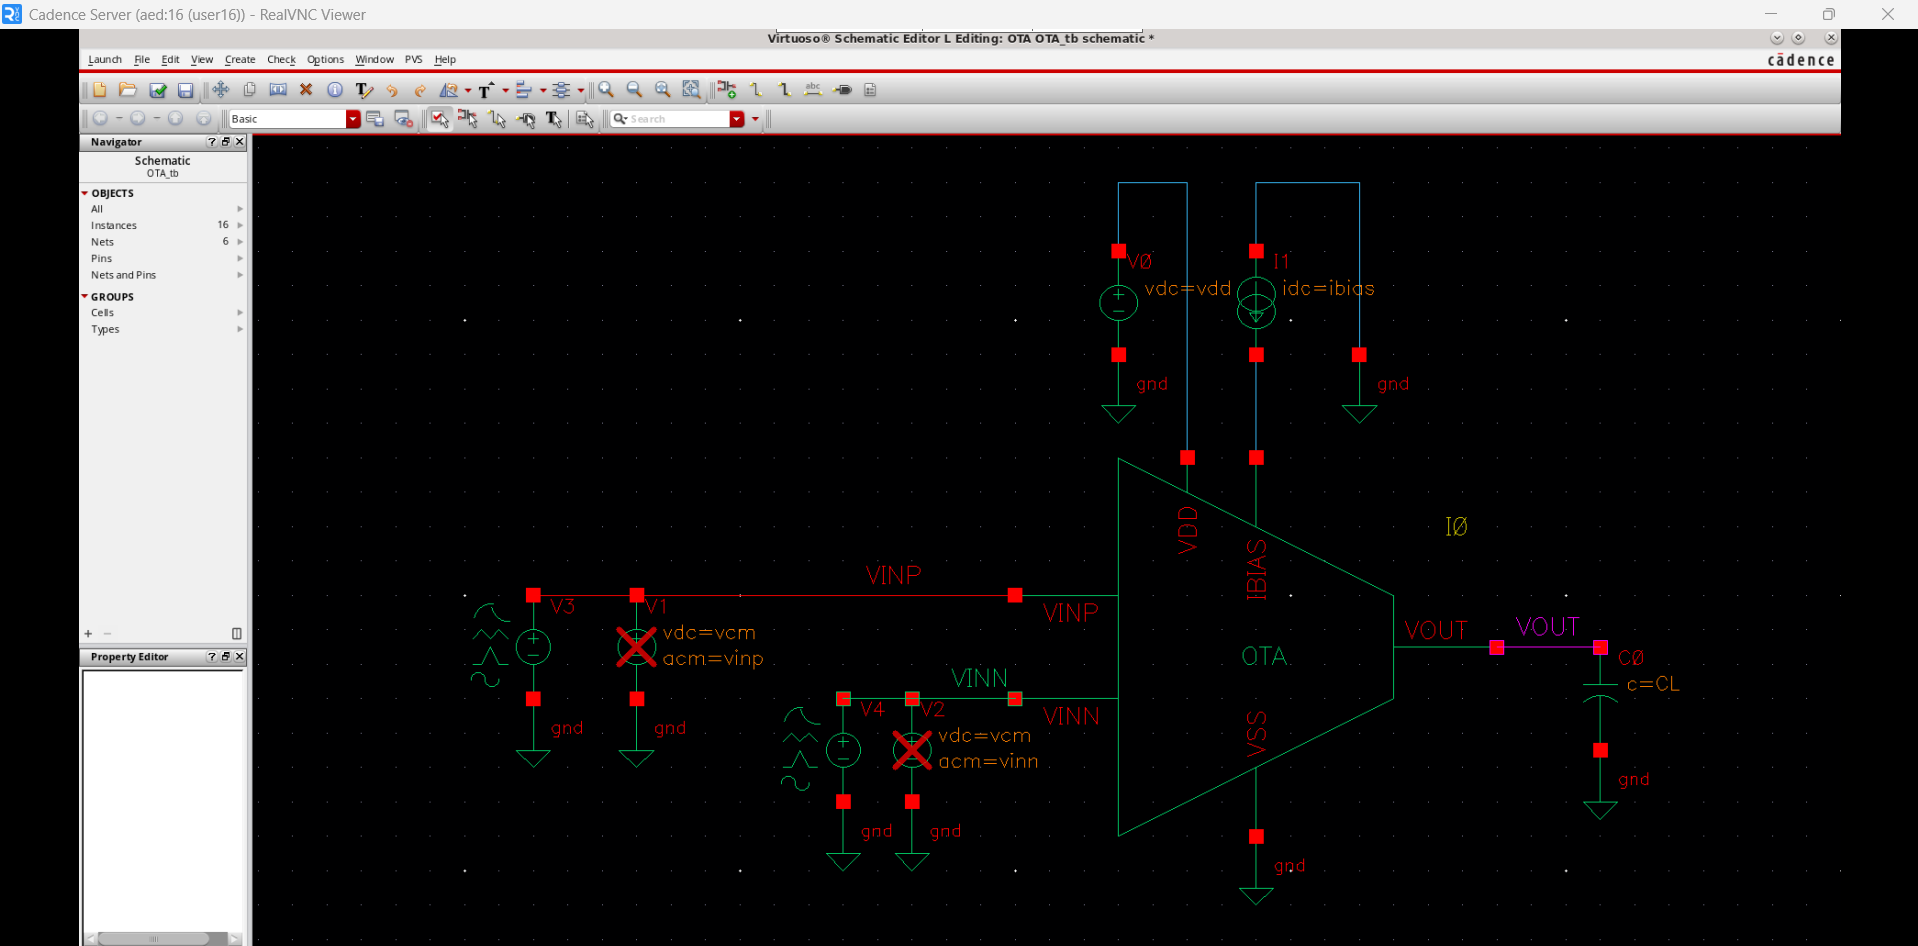 Cadence Server (aed:16 (user16)) - RealVNC Viewer
Virtuoso® Schematic Editor L Editing: OTA OTA_tb schematic *
Launch File Edit View Create Check Options Window PVS Help
cādence
Basic
Search
Navigator
Schematic
OTA_tb
OBJECTS
All
Instances 16
Nets 6
Pins
Nets and Pins
GROUPS
Cells
Types
Property Editor
V0
vdc=vdd
gnd
I1
idc=ibias
gnd
VDD
IBIAS
I0
VINP
VINP
V3
gnd
V1
vdc=vcm
acm=vinp
gnd
VINN
VINN
V4
gnd
V2
vdc=vcm
acm=vinn
gnd
OTA
VSS
gnd
VOUT
VOUT
C0
c=CL
gnd